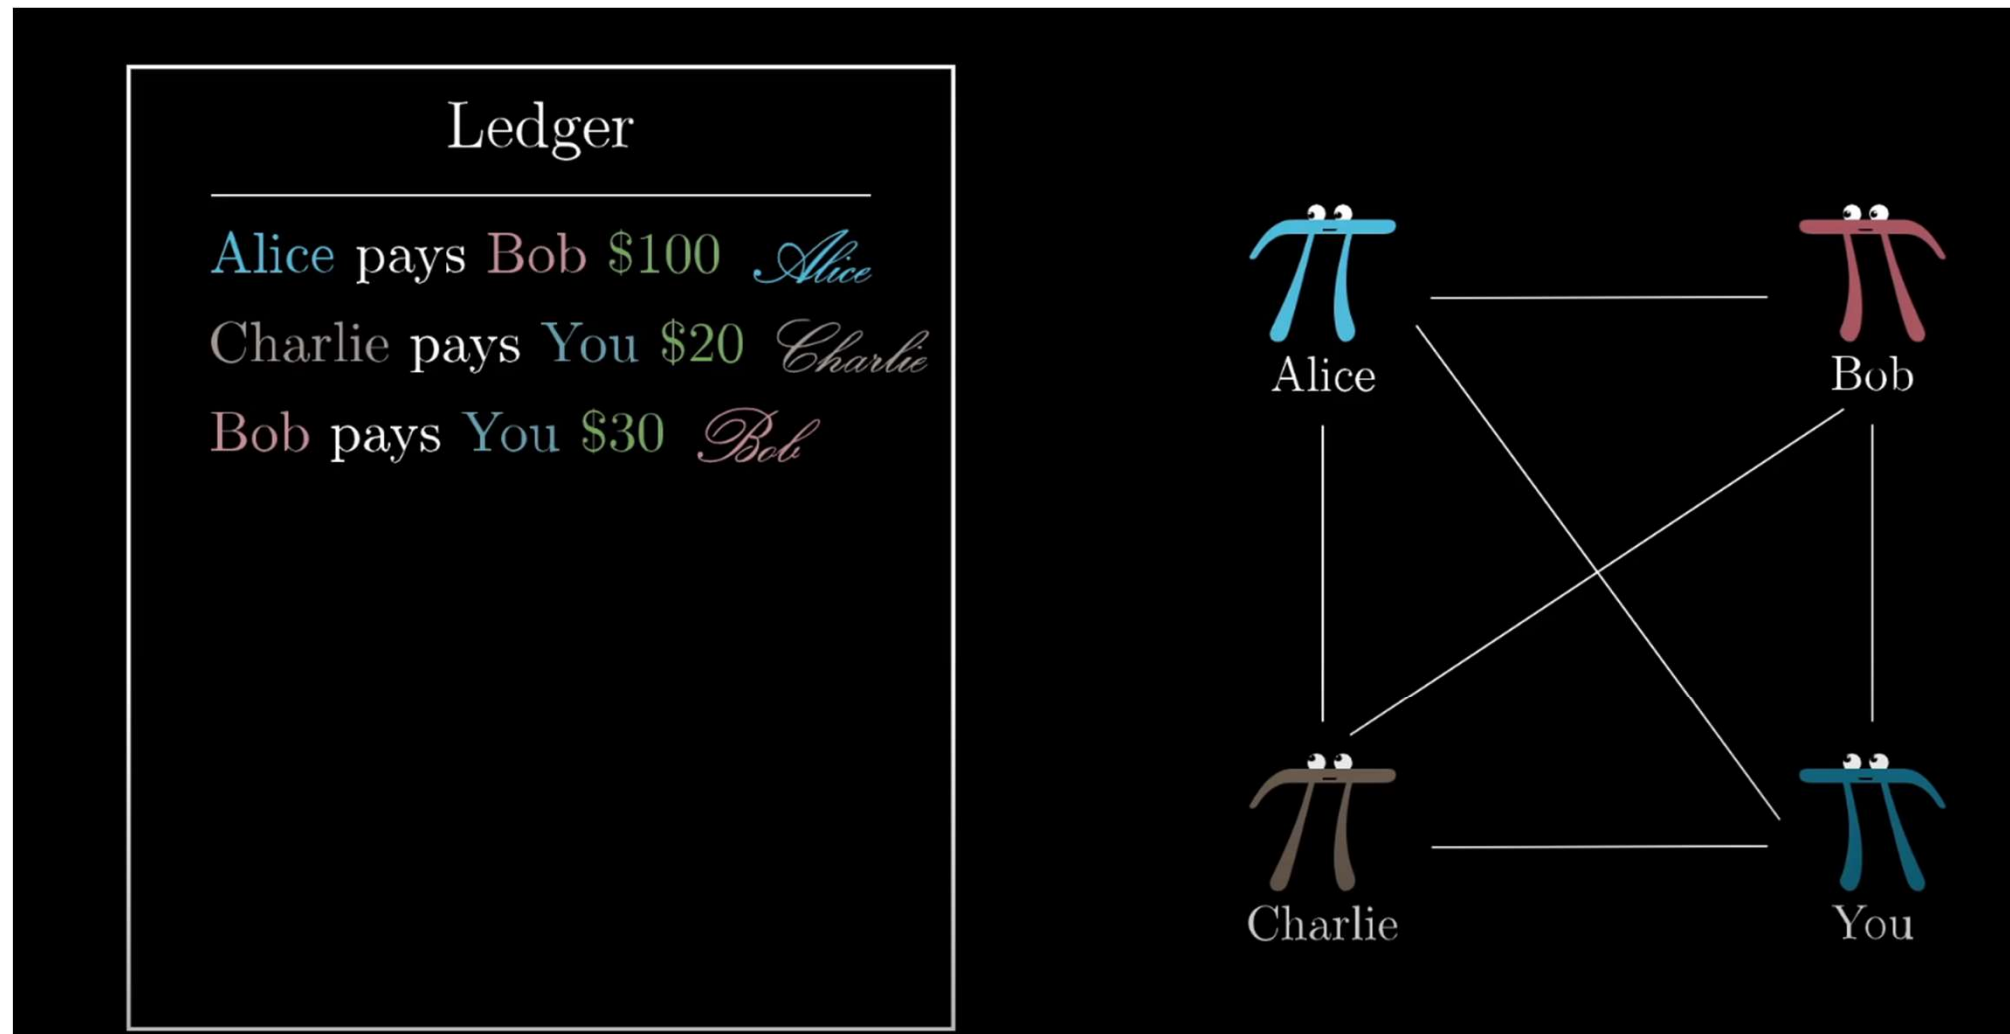 Ledger
Alice pays Bob $100 Alice
Charlie pays You $20 Charlie
Bob pays You $30 Bob
Alice
Bob
Charlie
You